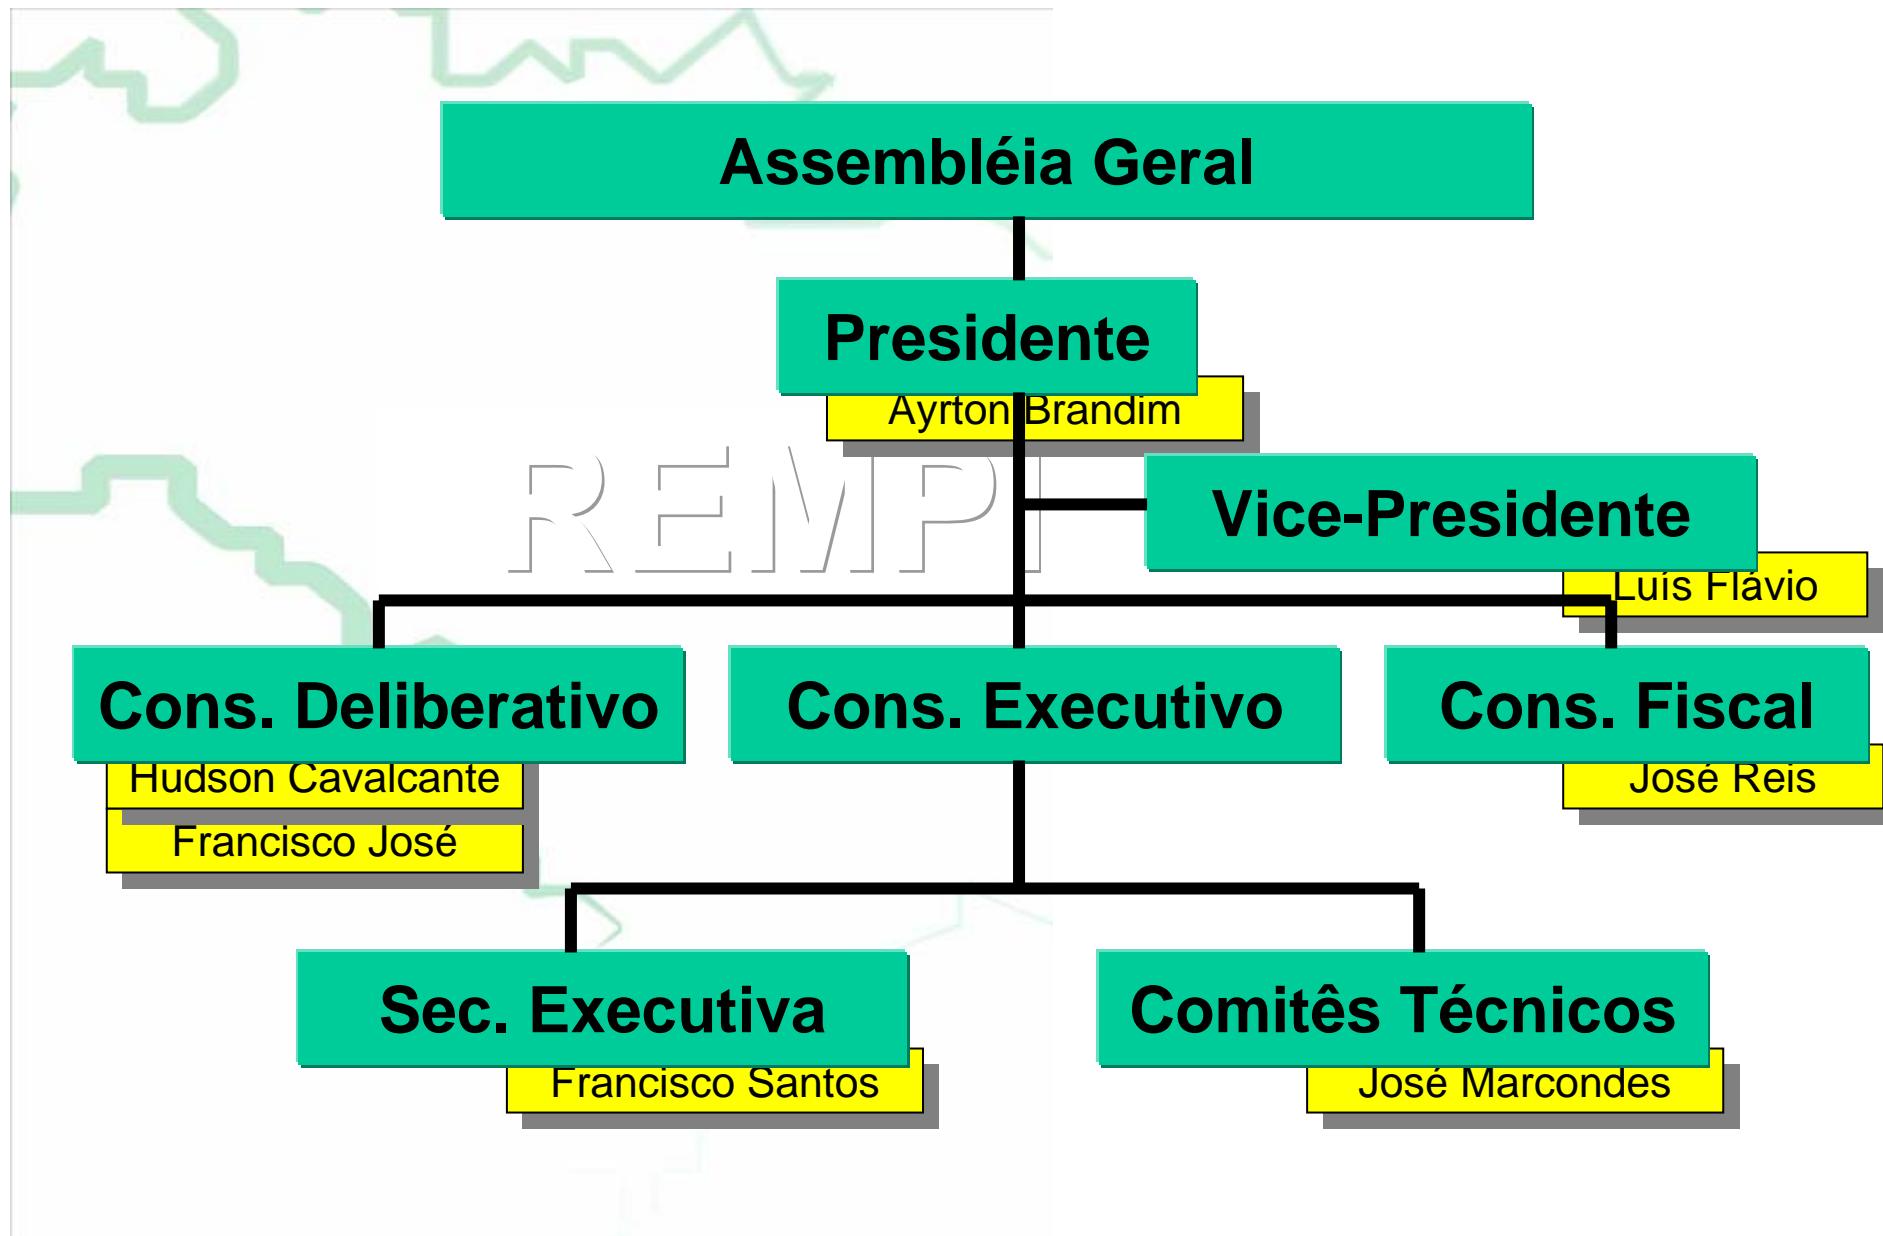 Assembléia Geral
Presidente
Ayrton Brandim
REMPI
Vice-Presidente
Luís Flávio
Cons. Deliberativo
Cons. Executivo
Cons. Fiscal
Hudson Cavalcante
José Reis
Francisco José
Sec. Executiva
Comitês Técnicos
Francisco Santos
José Marcondes